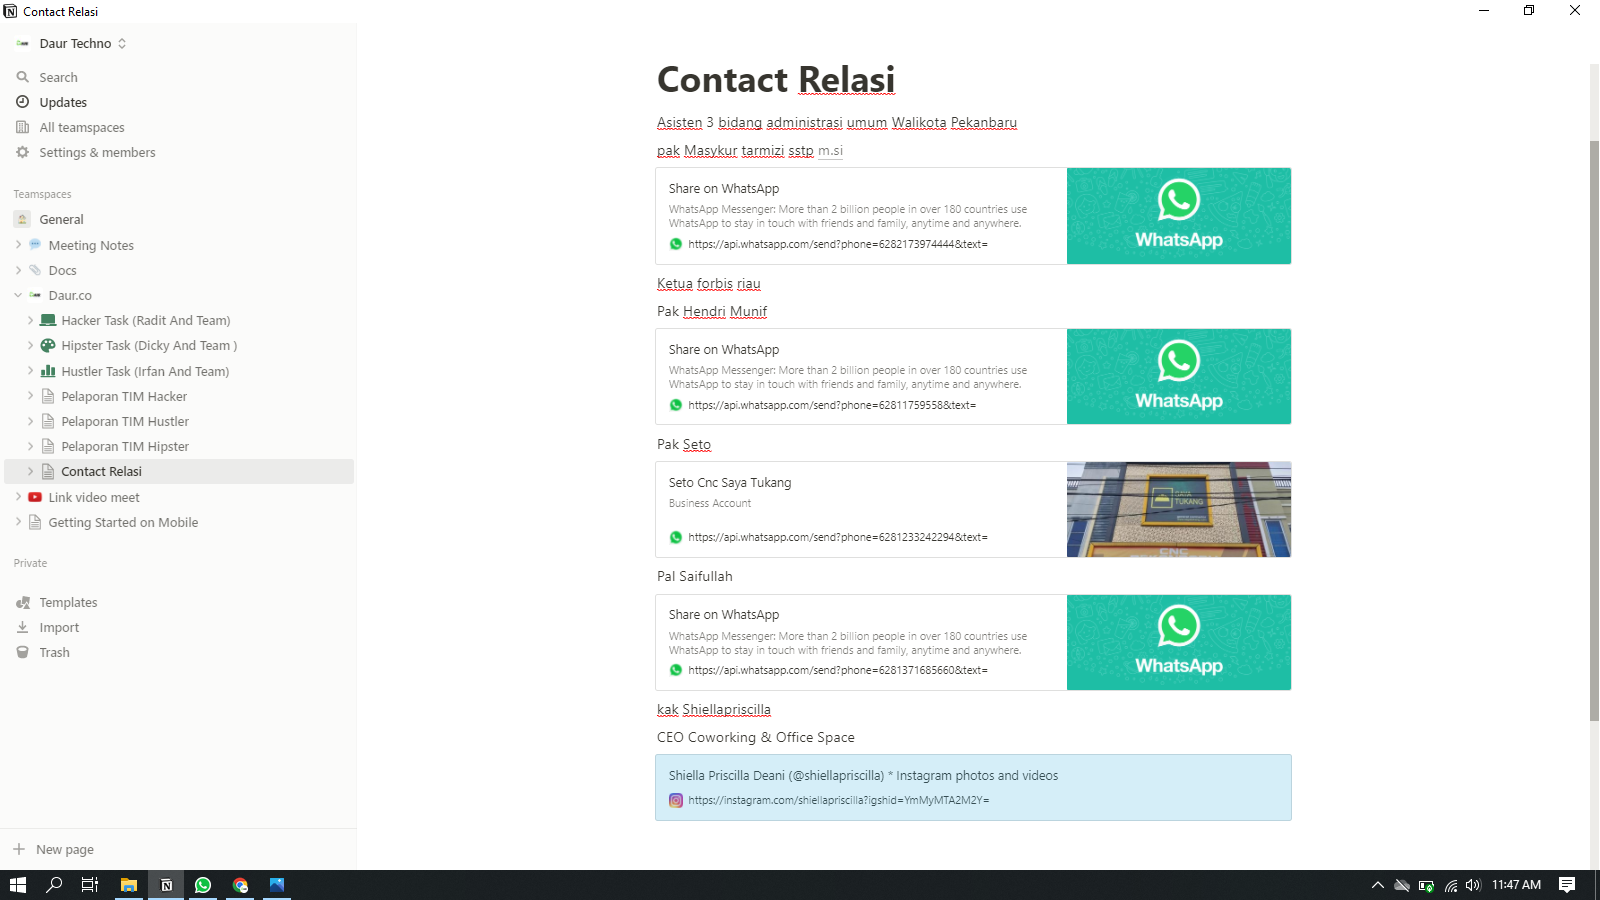 Contact Relasi
Daur Techno
Search
Updates
All teamspaces
Settings & members
Teamspaces
General
Meeting Notes
Docs
Daur.co
Hacker Task (Radit And Team)
Hipster Task (Dicky And Team )
Hustler Task (Irfan And Team)
Pelaporan TIM Hacker
Pelaporan TIM Hustler
Pelaporan TIM Hipster
Contact Relasi
Link video meet
Getting Started on Mobile
Private
Templates
Import
Trash
New page
Contact Relasi
Asisten 3 bidang administrasi umum Walikota Pekanbaru
pak Masykur tarmizi sstp m.si
Share on WhatsApp
WhatsApp Messenger: More than 2 billion people in over 180 countries use
WhatsApp to stay in touch with friends and family, anytime and anywhere.
https://api.whatsapp.com/send?phone=6282173974444&text=
WhatsApp
Ketua forbis riau
Pak Hendri Munif
Share on WhatsApp
WhatsApp Messenger: More than 2 billion people in over 180 countries use
WhatsApp to stay in touch with friends and family, anytime and anywhere.
https://api.whatsapp.com/send?phone=62811759558&text=
WhatsApp
Pak Seto
Seto Cnc Saya Tukang
Business Account
https://api.whatsapp.com/send?phone=6281233242294&text=
SAYA
TUKANG
CNC
Pal Saifullah
Share on WhatsApp
WhatsApp Messenger: More than 2 billion people in over 180 countries use
WhatsApp to stay in touch with friends and family, anytime and anywhere.
https://api.whatsapp.com/send?phone=6281371685660&text=
WhatsApp
kak Shiellapriscilla
CEO Coworking & Office Space
Shiella Priscilla Deani (@shiellapriscilla) * Instagram photos and videos
https://instagram.com/shiellapriscilla?igshid=YmMyMTA2M2Y=
11:47 AM